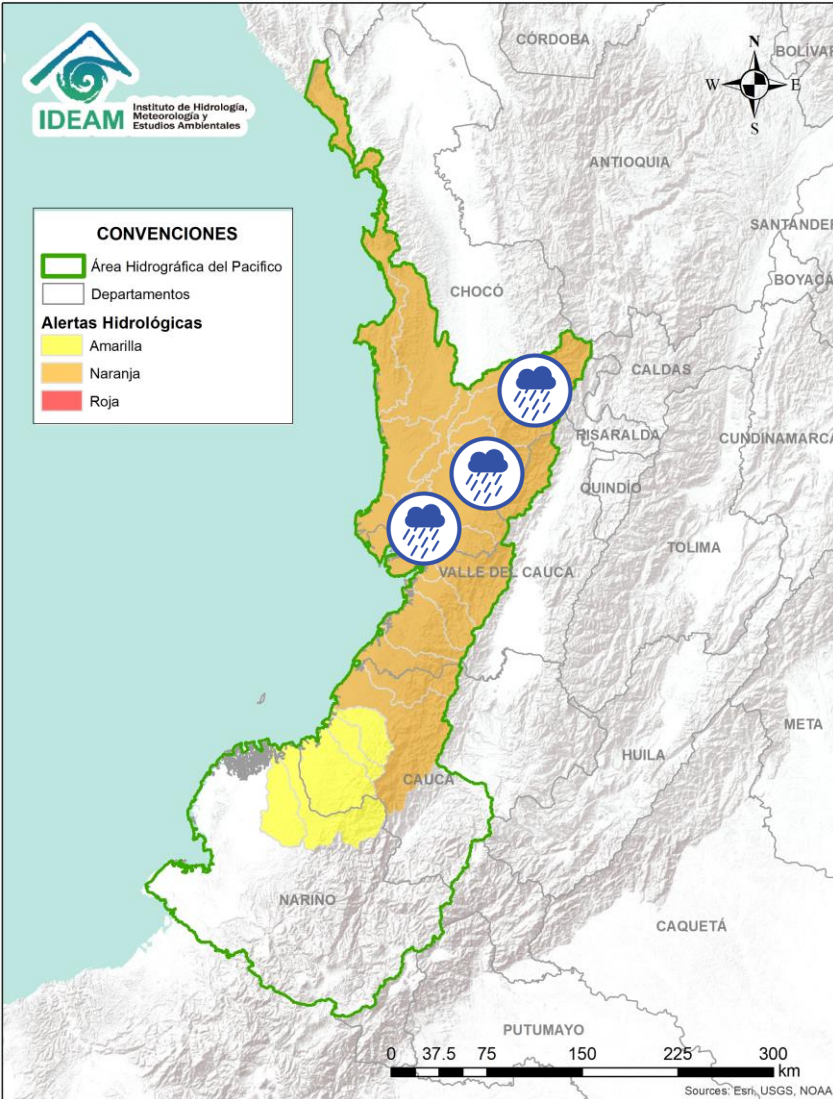 IDEAM
Instituto de Hidrología,
Meteorología y
Estudios Ambientales
CÓRDOBA
BOLÍVAR
N
W
E
S
ANTIOQUIA
SANTANDER
BOYACÁ
CONVENCIONES
Área Hidrográfica del Pacifico
Departamentos
Alertas Hidrológicas
Amarilla
Naranja
Roja
CHOCÓ
CALDAS
RISARALDA
CUNDINAMARCA
QUINDÍO
TOLIMA
VALLE DEL CAUCA
META
HUILA
CAUCA
NARIÑO
CAQUETÁ
PUTUMAYO
0 37.5 75 150 225 300
km
Sources: Esri, USGS, NOAA